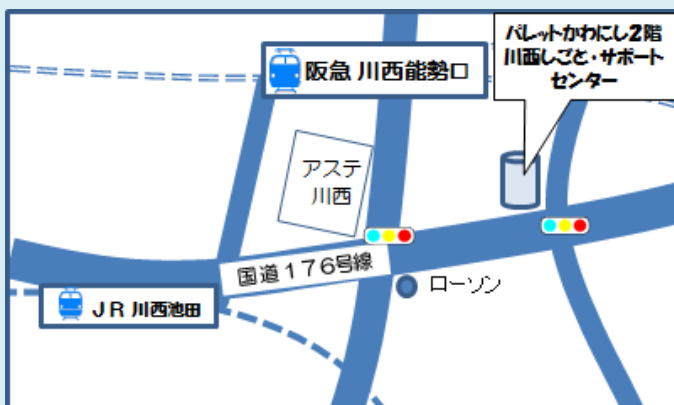 パレットかわにし2階
川西しごと・サポート
センター
阪急 川西能勢口
アステ
川西
国道176号線
ローソン
JR 川西池田